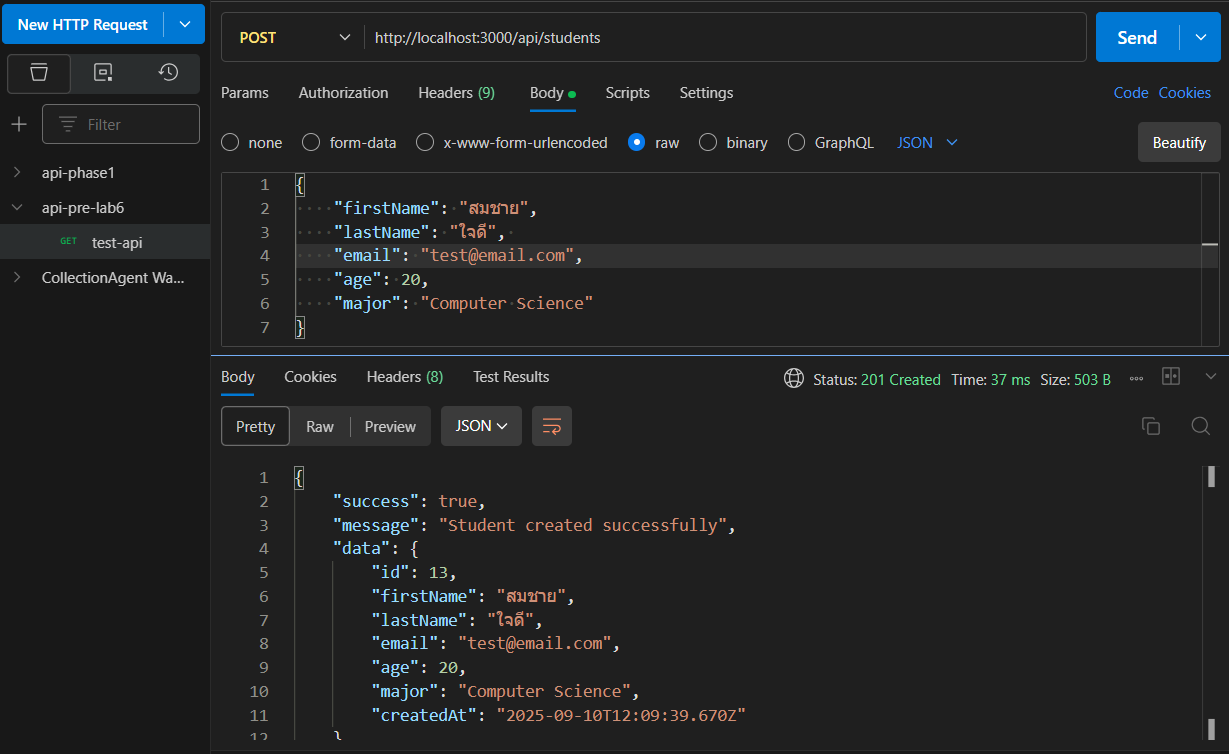 New HTTP Request
POST
http://localhost:3000/api/students
Send
Params
Authorization
Headers (9)
Body
Scripts
Settings
Code
Cookies
Filter
none
form-data
x-www-form-urlencoded
raw
binary
GraphQL
JSON
Beautify
api-phase1
api-pre-lab6
GET test-api
CollectionAgent Wa...
1 {
2 "firstName": "สมชาย",
3 "lastName": "ใจดี",
4 "email": "test@email.com",
5 "age": 20,
6 "major": "Computer Science"
7 }
Body
Cookies
Headers (8)
Test Results
Status: 201 Created Time: 37 ms Size: 503 B
Pretty
Raw
Preview
JSON
1 {
2 "success": true,
3 "message": "Student created successfully",
4 "data": {
5 "id": 13,
6 "firstName": "สมชาย",
7 "lastName": "ใจดี",
8 "email": "test@email.com",
9 "age": 20,
10 "major": "Computer Science",
11 "createdAt": "2025-09-10T12:09:39.670Z"
12 }